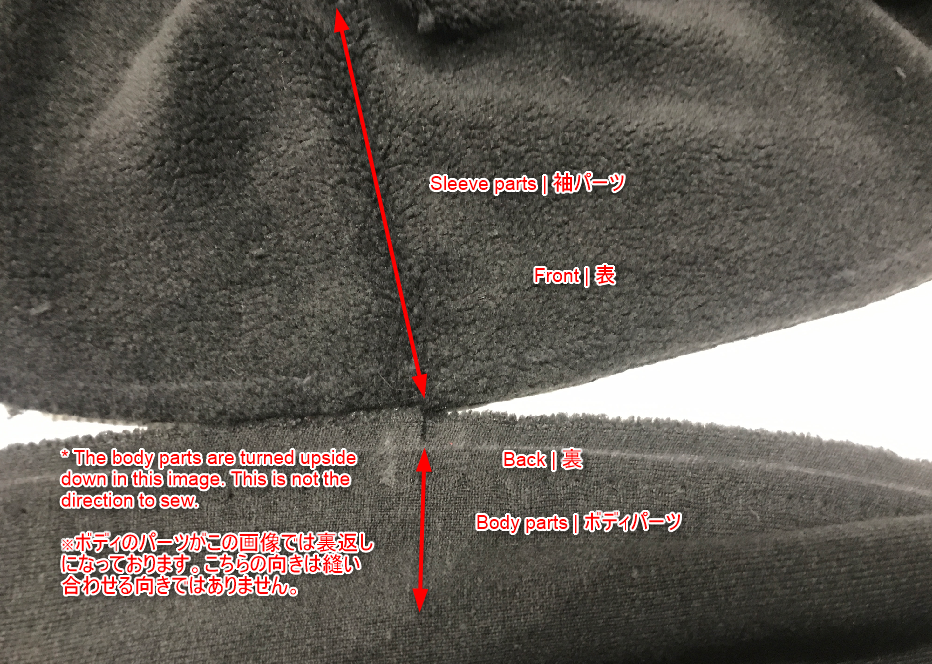 Sleeve parts | 袖パーツ
Front | 表
* The body parts are turned upside
down in this image. This is not the
direction to sew.
Back | 裏
Body parts | ボディパーツ
※ボディのパーツがこの画像では裏返し
になっております。こちらの向きは縫い
合わせる向きではありません。